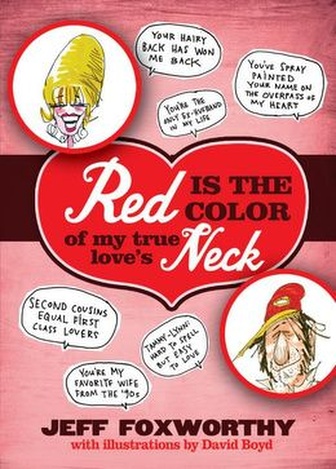 YOUR HAIRY
BACK HAS WON
ME BACK
YOU'VE SPRAY
PAINTED
YOUR NAME ON
THE OVERPASS OF
MY HEART
YOU'RE THE
ONLY EX-HUSBAND
IN MY LIFE
Red IS THE
COLOR
of my true
love's Neck
SECOND COUSINS
EQUAL FIRST
CLASS LOVERS
TAMMY-LYNN:
HARD TO SPELL
BUT EASY
TO LOVE
YOU'RE MY
FAVORITE WIFE
FROM THE '90s
JEFF FOXWORTHY
with illustrations by David Boyd